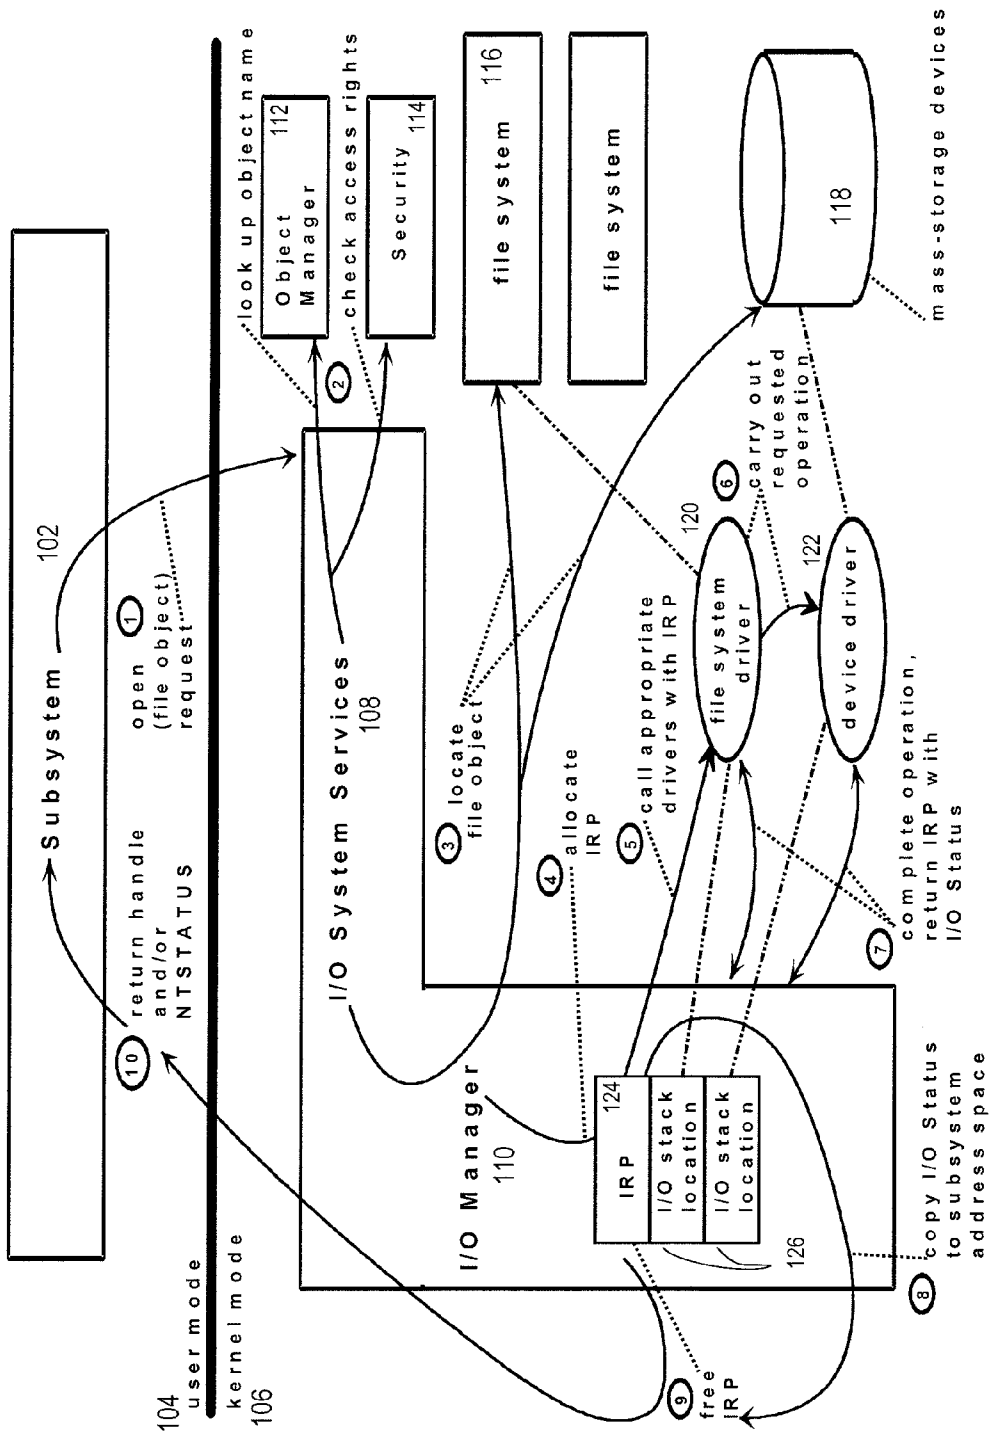 Subsystem
102
104
user mode
kernel mode
106
10
return handle
and/or
NTSTATUS
1
open
(file object)
request
look up object name
2
check access rights
Object
Manager
112
Security
114
I/O System Services
108
I/O Manager
110
3
locate
file object
file system
116
file system
4
allocate
IRP
5
call appropriate
drivers with IRP
IRP
124
I/O stack
location
I/O stack
location
126
file system
driver
120
6
carry out
requested
operation
device driver
122
118
mass-storage devices
7
complete operation,
return IRP with
I/O Status
8
copy I/O Status
to subsystem
address space
9
free
IRP